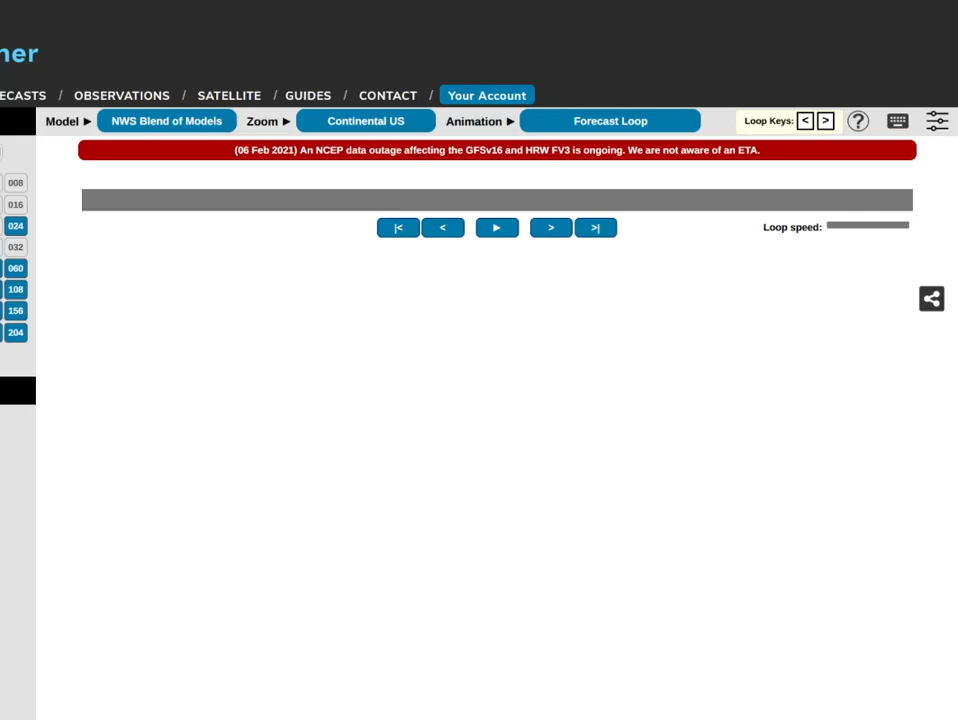 ner
ECASTS / OBSERVATIONS / SATELLITE / GUIDES / CONTACT / Your Account
Model ► NWS Blend of Models Zoom ► Continental US Animation ► Forecast Loop Loop Keys: < > ?
(06 Feb 2021) An NCEP data outage affecting the GFSv16 and HRW FV3 is ongoing. We are not aware of an ETA.
008
016
024
032
060
108
156
204
|< < ► > >| Loop speed: